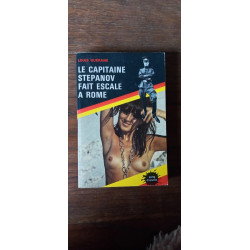 LE CAPITAINE
STEPANOV
FAIT ESCALE
A ROME